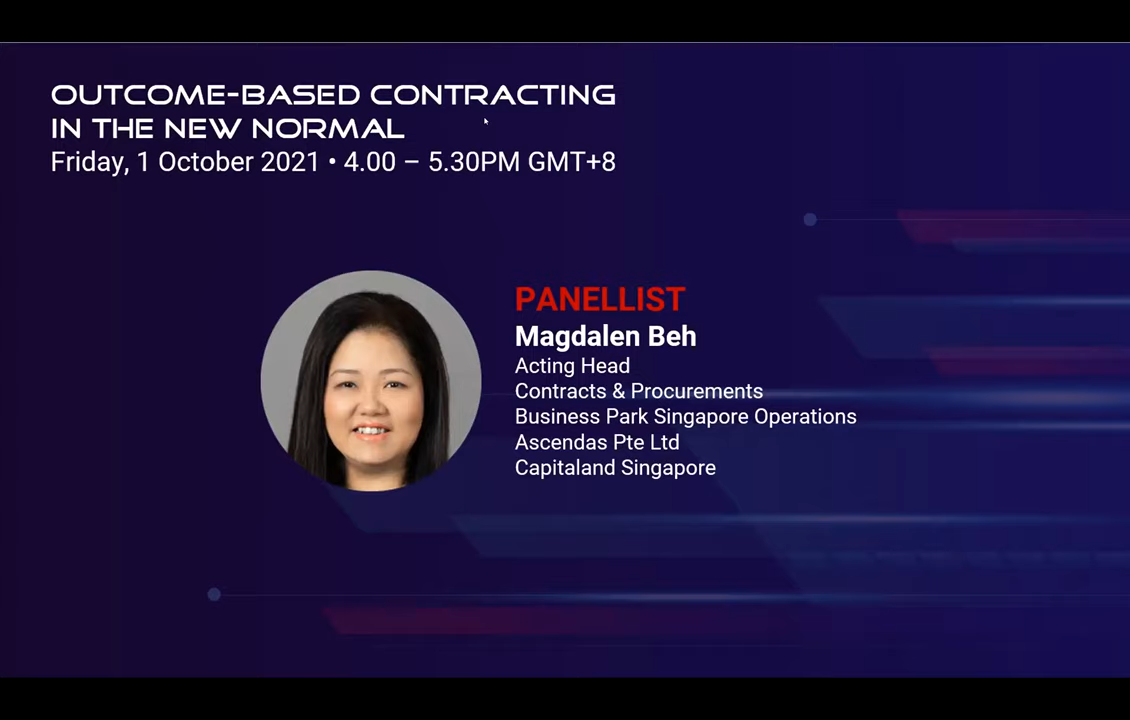 OUTCOME-BASED CONTRACTING
IN THE NEW NORMAL
Friday, 1 October 2021 • 4.00 – 5.30PM GMT+8
PANELLIST
Magdalen Beh
Acting Head
Contracts & Procurements
Business Park Singapore Operations
Ascendas Pte Ltd
Capitaland Singapore